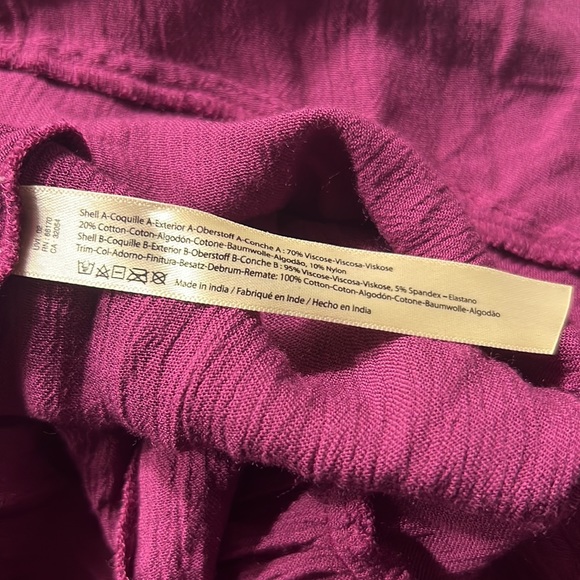 Shell A-Coquille A-Exterior A-Oberstoff A-Conche A : 70% Viscose-Viscosa-Viskose
20% Cotton-Coton-Algodón-Cotone-Baumwolle-Algodão, 10% Nylon
Shell B-Coquille B-Exterior B-Oberstoff B-Conche B : 95% Viscose-Viscosa-Viskose, 5% Spandex – Elastano
Trim-Col-Adorno-Finitura-Besatz-Debrum-Remate: 100% Cotton-Coton-Algodón-Cotone-Baumwolle-Algodão
Made in India / Fabriqué en Inde / Hecho en India
RN 66170